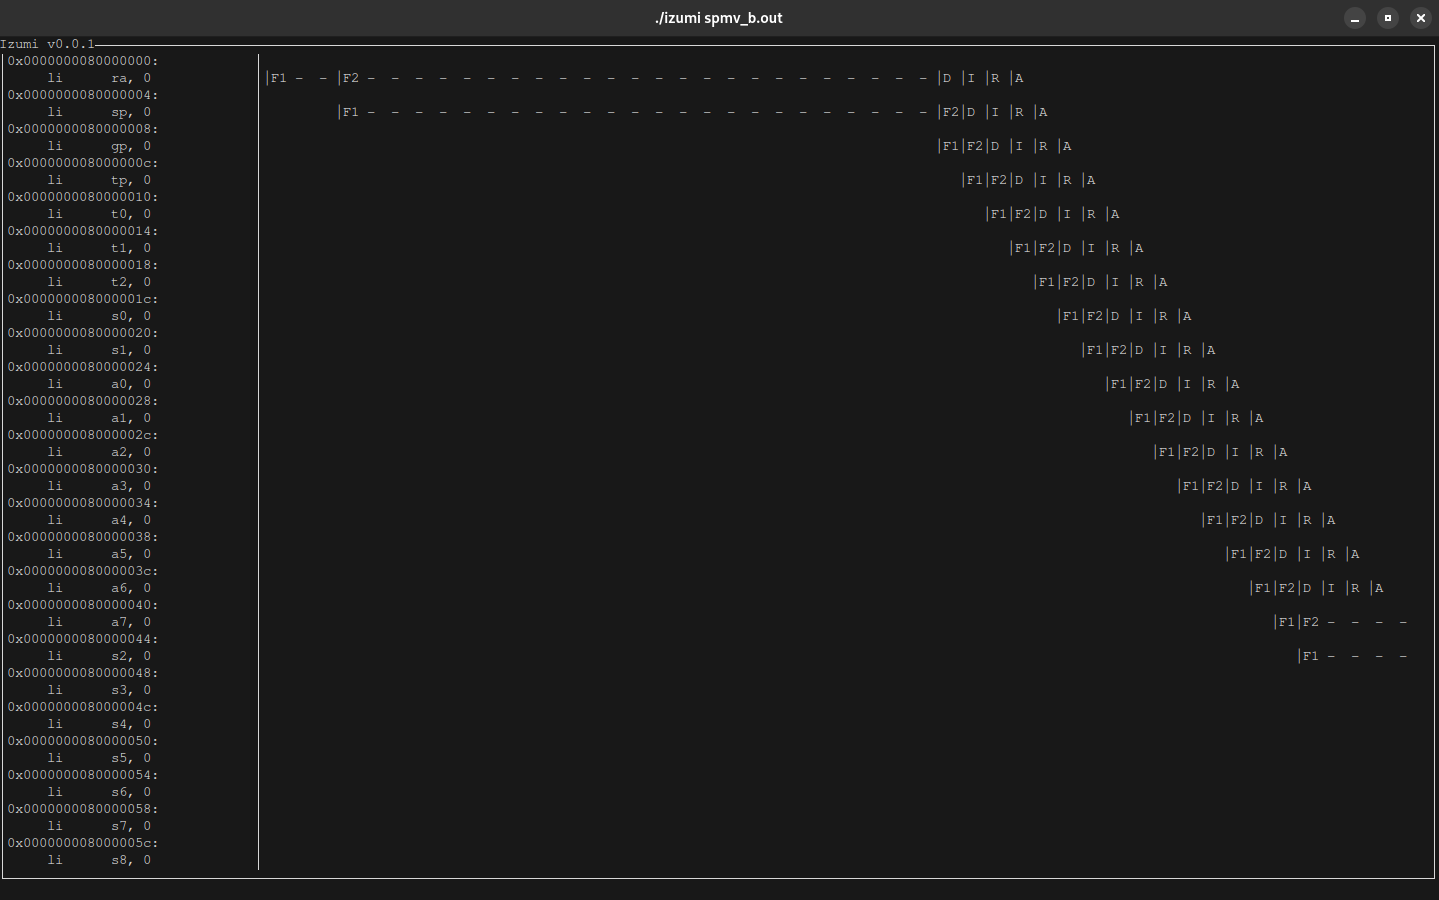 ./izumi spmv_b.out
Izumi v0.0.1
0x0000000080000000:
li ra, 0 |F1 - - |F2 - - - - - - - - - - - - - - - - - - - - - - - - |D |I |R |A
0x0000000080000004:
li sp, 0 |F1 - - - - - - - - - - - - - - - - - - - - - - - - |F2|D |I |R |A
0x0000000080000008:
li gp, 0 |F1|F2|D |I |R |A
0x000000008000000c:
li tp, 0 |F1|F2|D |I |R |A
0x0000000080000010:
li t0, 0 |F1|F2|D |I |R |A
0x0000000080000014:
li t1, 0 |F1|F2|D |I |R |A
0x0000000080000018:
li t2, 0 |F1|F2|D |I |R |A
0x000000008000001c:
li s0, 0 |F1|F2|D |I |R |A
0x0000000080000020:
li s1, 0 |F1|F2|D |I |R |A
0x0000000080000024:
li a0, 0 |F1|F2|D |I |R |A
0x0000000080000028:
li a1, 0 |F1|F2|D |I |R |A
0x000000008000002c:
li a2, 0 |F1|F2|D |I |R |A
0x0000000080000030:
li a3, 0 |F1|F2|D |I |R |A
0x0000000080000034:
li a4, 0 |F1|F2|D |I |R |A
0x0000000080000038:
li a5, 0 |F1|F2|D |I |R |A
0x000000008000003c:
li a6, 0 |F1|F2|D |I |R |A
0x0000000080000040:
li a7, 0 |F1|F2 - - - -
0x0000000080000044:
li s2, 0 |F1 - - - -
0x0000000080000048:
li s3, 0
0x000000008000004c:
li s4, 0
0x0000000080000050:
li s5, 0
0x0000000080000054:
li s6, 0
0x0000000080000058:
li s7, 0
0x000000008000005c:
li s8, 0